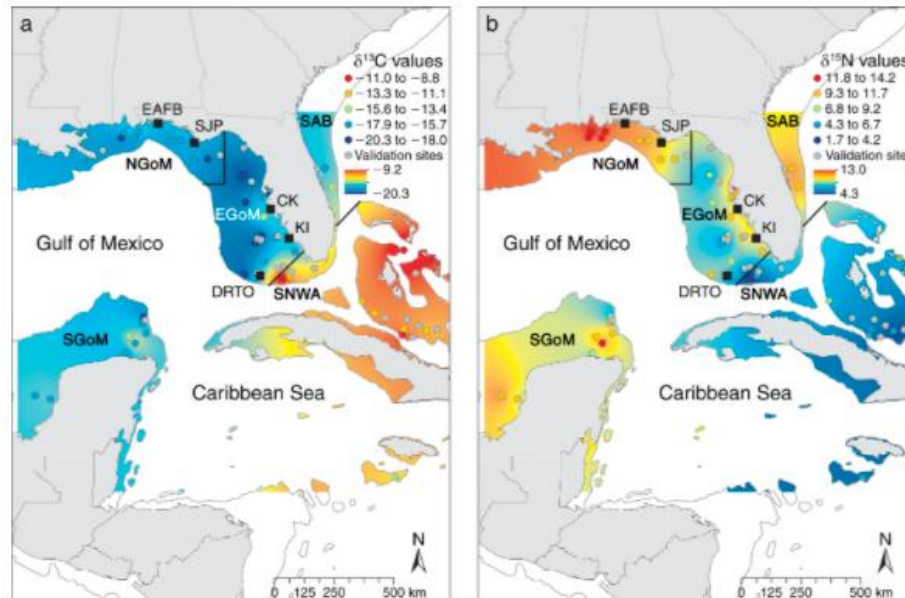 a
δ¹³C values
−11.0 to −8.8
−13.3 to −11.1
−15.6 to −13.4
−17.9 to −15.7
−20.3 to −18.0
Validation sites
−9.2
−20.3
EAFB
SJP
SAB
NGoM
CK
EGoM
KI
Gulf of Mexico
DRTO
SNWA
SGoM
Caribbean Sea
N
0 125 250 500 km
b
δ¹⁵N values
11.8 to 14.2
9.3 to 11.7
6.8 to 9.2
4.3 to 6.7
1.7 to 4.2
Validation sites
13.0
4.3
EAFB
SJP
SAB
NGoM
EGoM
CK
KI
Gulf of Mexico
DRTO
SNWA
SGoM
Caribbean Sea
N
0 125 250 500 km